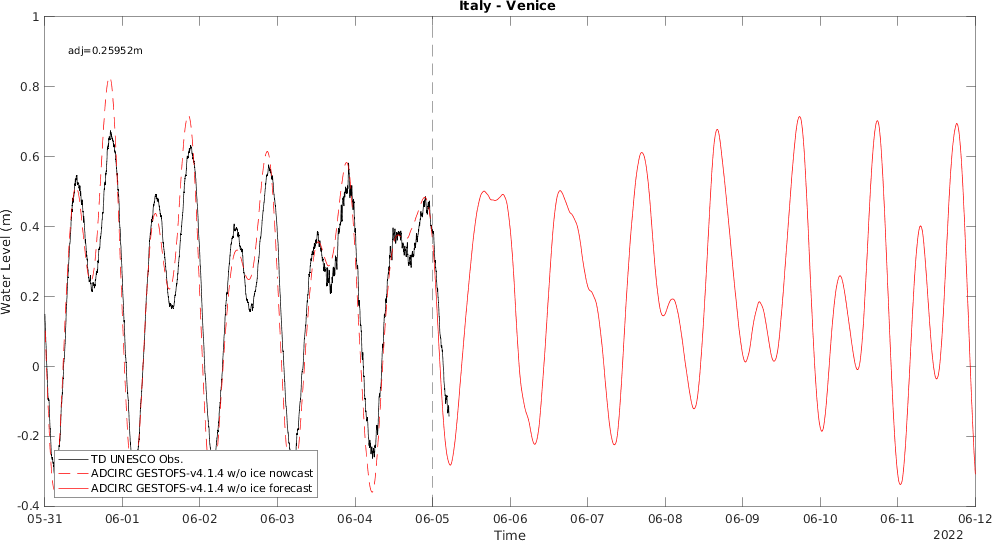 Italy - Venice
1
adj=0.25952m
0.8
0.6
0.4
0.2
0
-0.2
-0.4
Water Level (m)
TD UNESCO Obs.
ADCIRC GESTOFS-v4.1.4 w/o ice nowcast
ADCIRC GESTOFS-v4.1.4 w/o ice forecast
05-31 06-01 06-02 06-03 06-04 06-05 06-06 06-07 06-08 06-09 06-10 06-11 06-12
Time
2022